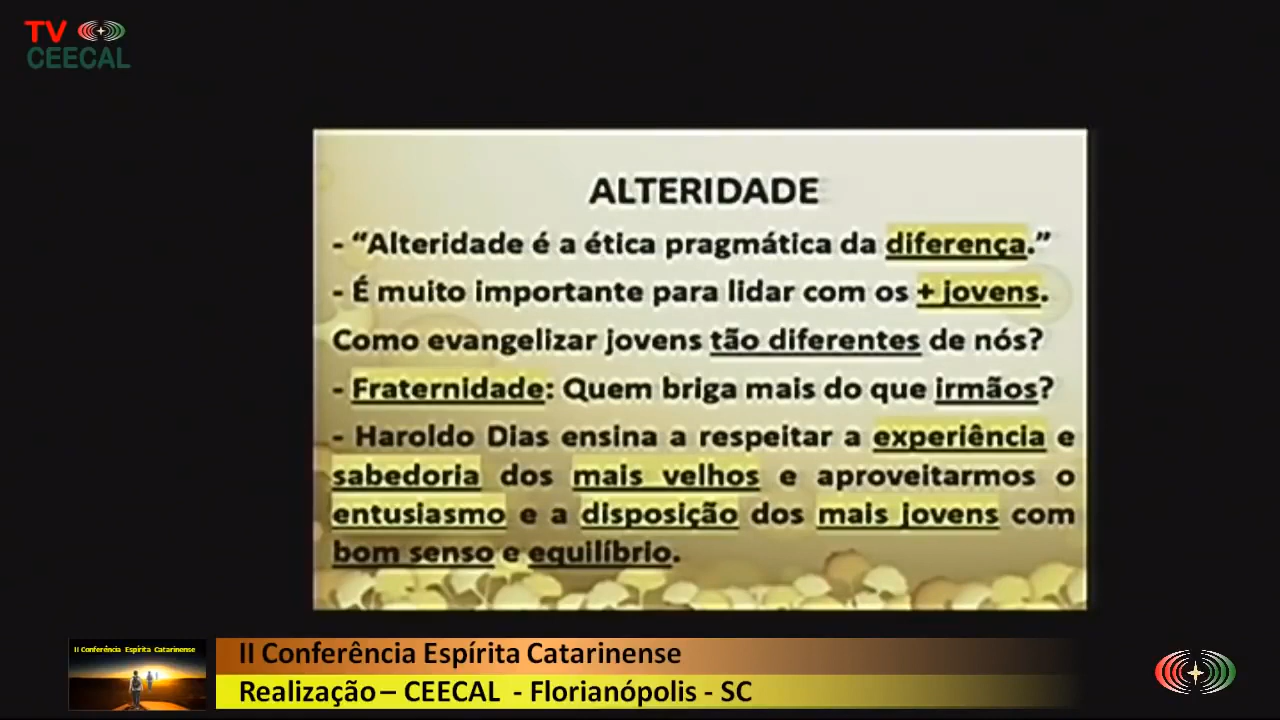 TV
CEECAL
ALTERIDADE
- “Alteridade é a ética pragmática da diferença.”
- É muito importante para lidar com os + jovens.
Como evangelizar jovens tão diferentes de nós?
- Fraternidade: Quem briga mais do que irmãos?
- Haroldo Dias ensina a respeitar a experiência e
sabedoria dos mais velhos e aproveitarmos o
entusiasmo e a disposição dos mais jovens com
bom senso e equilíbrio.
II Conferência Espírita Catarinense
II Conferência Espírita Catarinense
Realização – CEECAL - Florianópolis - SC